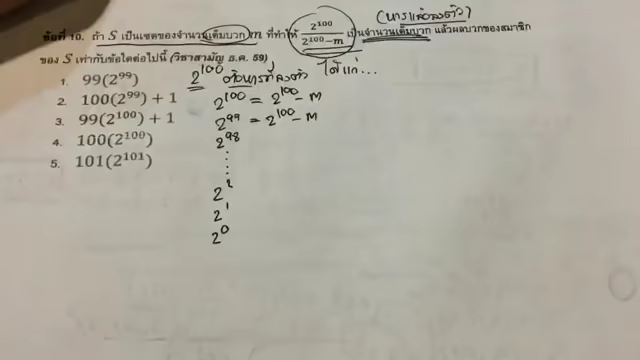 (หารแล้วลงตัว)
ข้อที่ 10. ถ้า S เป็นเซตของจำนวนเต็มบวก m ที่ทำให้ 2^100/(2^100-m) เป็นจำนวนเต็มบวก แล้วผลบวกของสมาชิก
ของ S เท่ากับข้อใดต่อไปนี้ (วิชาสามัญ ธ.ค. 59)
ได้แก่...
1. 99(2^99)
2. 100(2^99) + 1
3. 99(2^100) + 1
4. 100(2^100)
5. 101(2^101)
2^100 ตัวหารที่ลงตัว
2^100 = 2^100 - m
2^99 = 2^100 - m
2^98
⋮
2^2
2^1
2^0